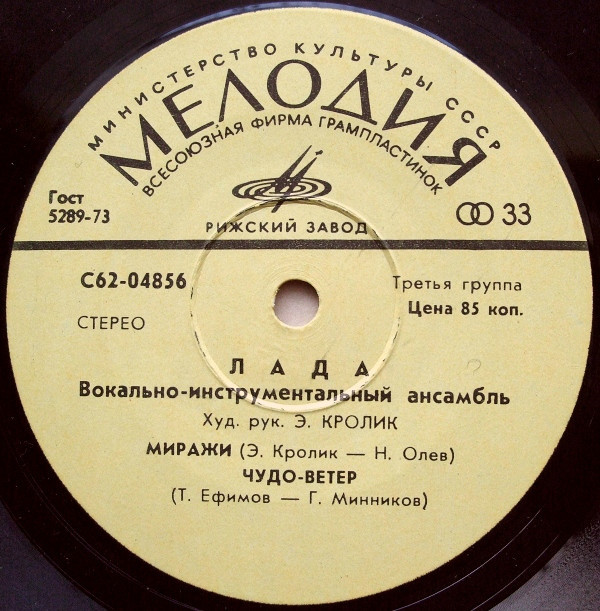 МИНИСТЕРСТВО КУЛЬТУРЫ СССР
МЕЛОДИЯ
ВСЕСОЮЗНАЯ ФИРМА ГРАМПЛАСТИНОК
Гост
5289-73
РИЖСКИЙ ЗАВОД
33
С62-04856
Третья группа
Цена 85 коп.
СТЕРЕО
ЛАДА
Вокально-инструментальный ансамбль
Худ. рук. Э. КРОЛИК
МИРАЖИ (Э. Кролик — Н. Олев)
ЧУДО-ВЕТЕР
(Т. Ефимов — Г. Минников)